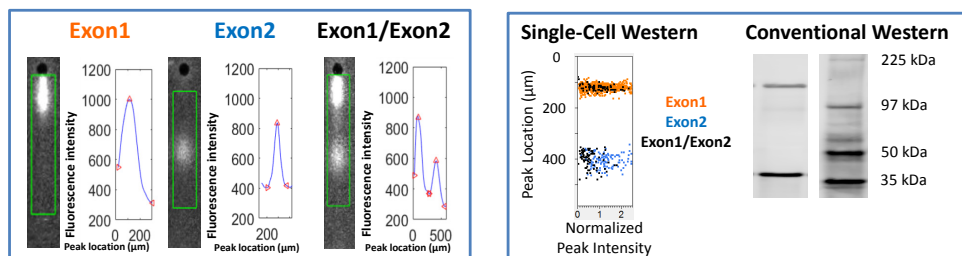 Exon1
Exon2
Exon1/Exon2
Fluorescence intensity
1200
1000
800
600
400
200
0 200
Peak location (µm)
Fluorescence intensity
1200
1000
800
600
400
200
200
Peak location (µm)
Fluorescence intensity
1200
1000
800
600
400
200
0 500
Peak location (µm)
Single-Cell Western
Peak Location (µm)
0
200
400
0 1 2
Normalized
Peak Intensity
Exon1
Exon2
Exon1/Exon2
Conventional Western
225 kDa
97 kDa
50 kDa
35 kDa